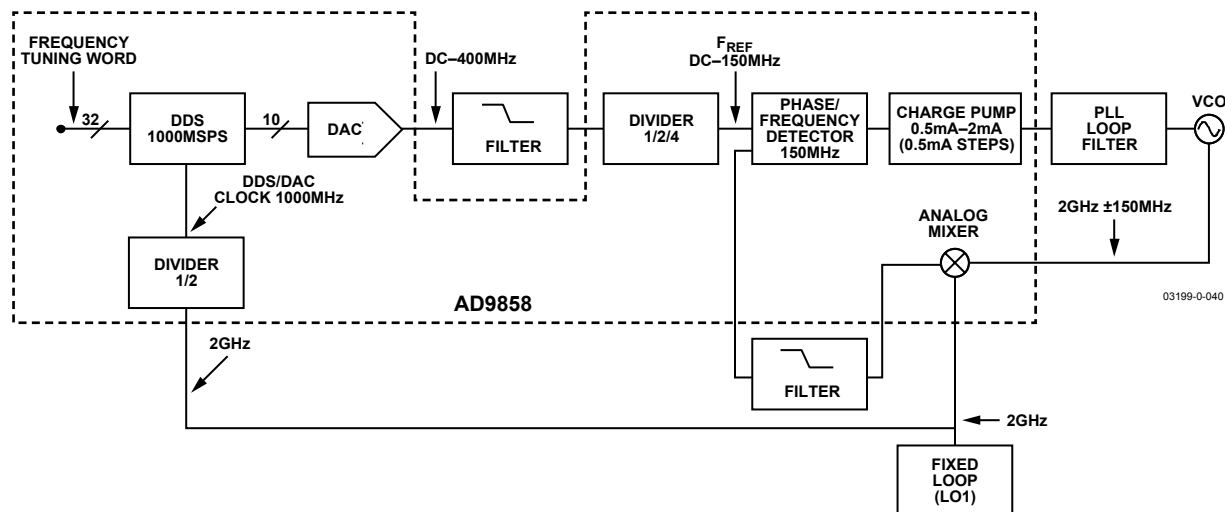 FREQUENCY
TUNING WORD
32
DDS
1000MSPS
10
DAC
DC–400MHz
FILTER
DIVIDER
1/2/4
FREF
DC–150MHz
PHASE/
FREQUENCY
DETECTOR
150MHz
CHARGE PUMP
0.5mA–2mA
(0.5mA STEPS)
PLL
LOOP
FILTER
VCO
DDS/DAC
CLOCK 1000MHz
DIVIDER
1/2
2GHz ±150MHz
ANALOG
MIXER
AD9858
03199-0-040
2GHz
FILTER
2GHz
FIXED
LOOP
(LO1)